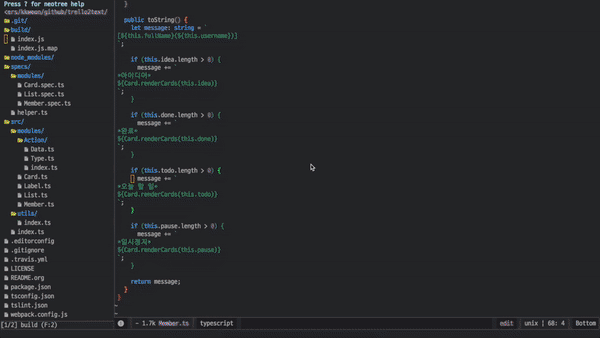 Press ? for neotree help
.git/
build/
index.js
index.js.map
node_modules/
specs/
modules/
Card.spec.ts
List.spec.ts
Member.spec.ts
helper.ts
src/
modules/
Action/
Data.ts
Type.ts
index.ts
Card.ts
Label.ts
List.ts
Member.ts
utils/
index.ts
index.ts
.editorconfig
.gitignore
.travis.yml
LICENSE
README.org
package.json
tsconfig.json
tslint.json
webpack.config.js
}
public toString() {
let message: string = `
[${this.fullName}(${this.username})]
`;
if (this.idea.length > 0) {
message += `
*아이디어*
${Card.renderCards(this.idea)}
`;
}
if (this.done.length > 0) {
message += `
*완료*
${Card.renderCards(this.done)}
`;
}
if (this.todo.length > 0) {
message += `
*오늘 할 일*
${Card.renderCards(this.todo)}
`;
}
if (this.pause.length > 0) {
message += `
*일시정지*
${Card.renderCards(this.pause)}
`;
}
return message;
}
}
~
~
[1/2] build (F:2)
- 1.7k Member.ts typescript
edit unix | 68: 4 Bottom